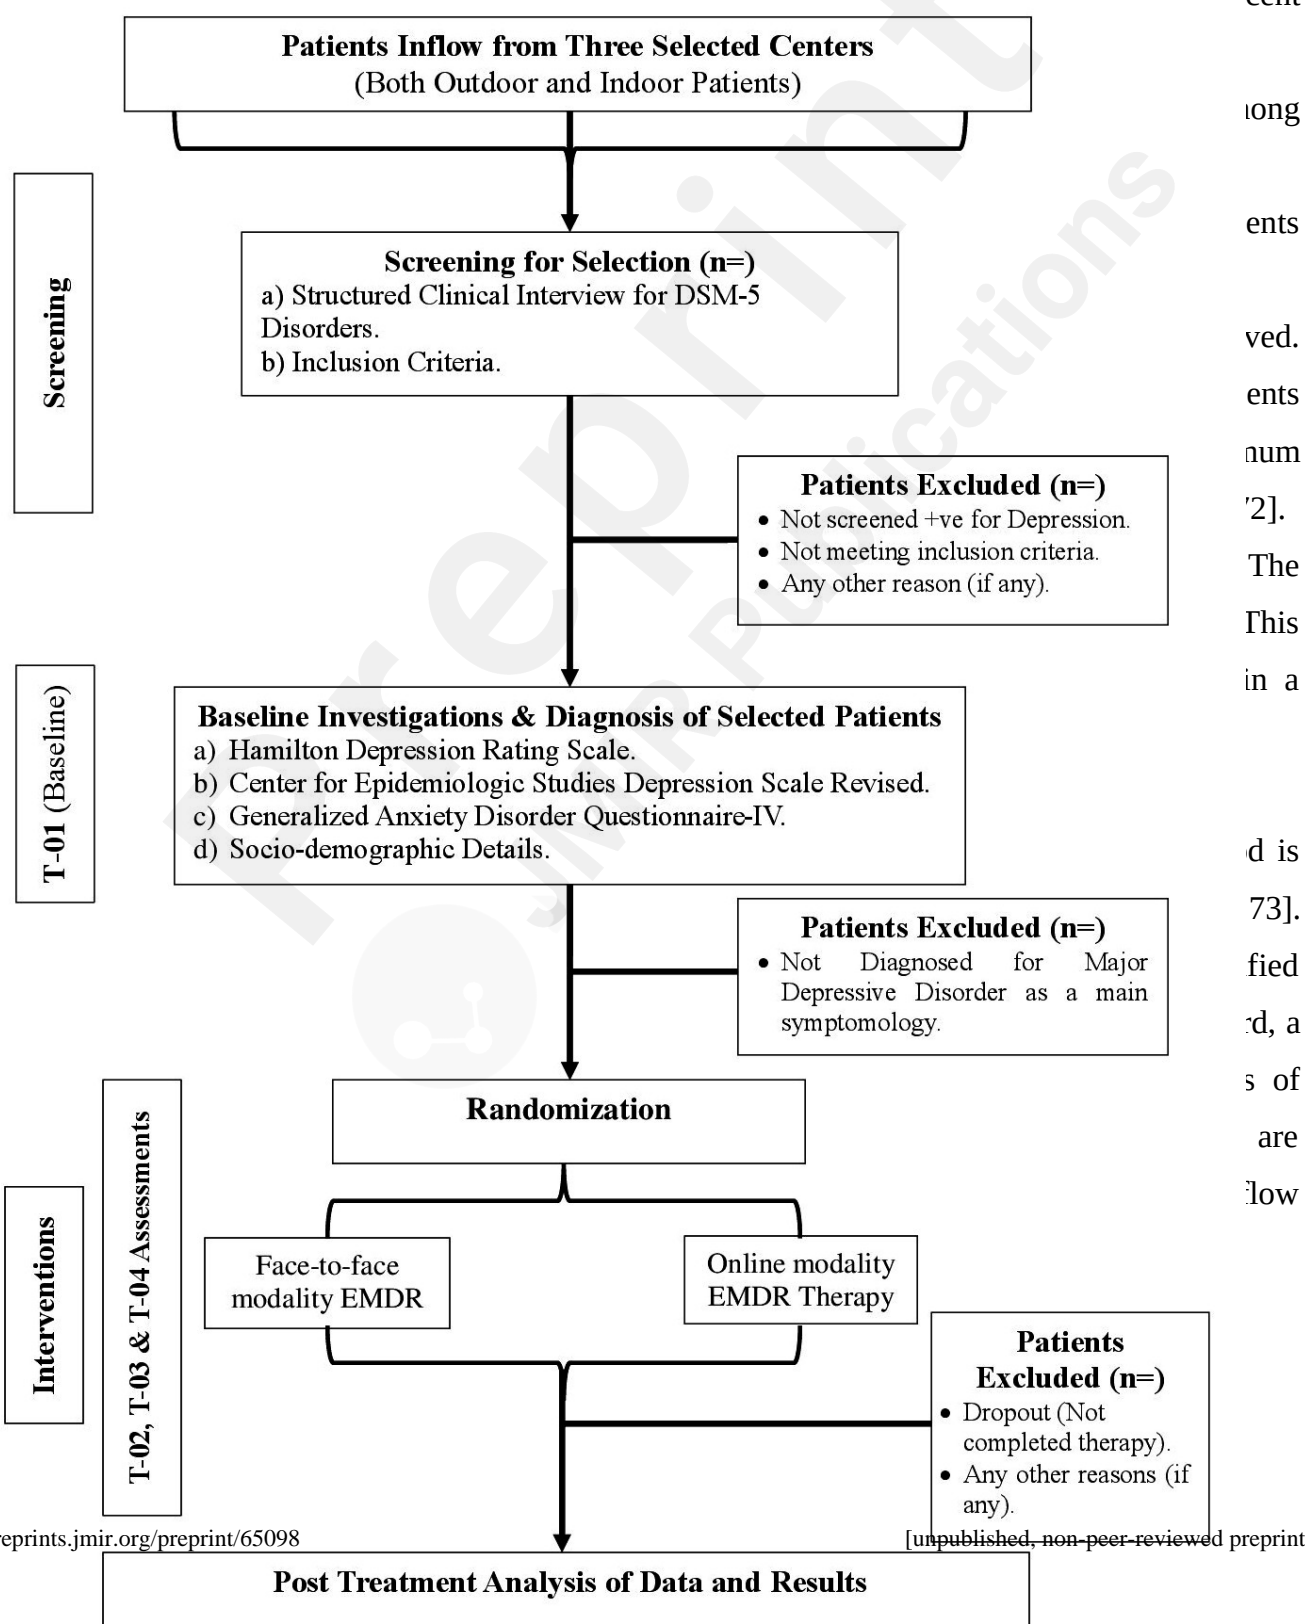 Patients Inflow from Three Selected Centers
(Both Outdoor and Indoor Patients)
Screening
Screening for Selection (n=)
a) Structured Clinical Interview for DSM-5
Disorders.
b) Inclusion Criteria.
Patients Excluded (n=)
• Not screened +ve for Depression.
• Not meeting inclusion criteria.
• Any other reason (if any).
T-01 (Baseline)
Baseline Investigations & Diagnosis of Selected Patients
a) Hamilton Depression Rating Scale.
b) Center for Epidemiologic Studies Depression Scale Revised.
c) Generalized Anxiety Disorder Questionnaire-IV.
d) Socio-demographic Details.
Patients Excluded (n=)
• Not Diagnosed for Major
Depressive Disorder as a main
symptomology.
Randomization
Interventions
T-02, T-03 & T-04 Assessments
Face-to-face
modality EMDR
Online modality
EMDR Therapy
Patients
Excluded (n=)
• Dropout (Not
completed therapy).
• Any other reasons (if
any).
Post Treatment Analysis of Data and Results
ents
ved.
ents
72].
The
This
in a
is
73].
a
of
are
flow
reprints.jmir.org/preprint/65098
[unpublished, non-peer-reviewed preprint
Preprint
JMIR Publications